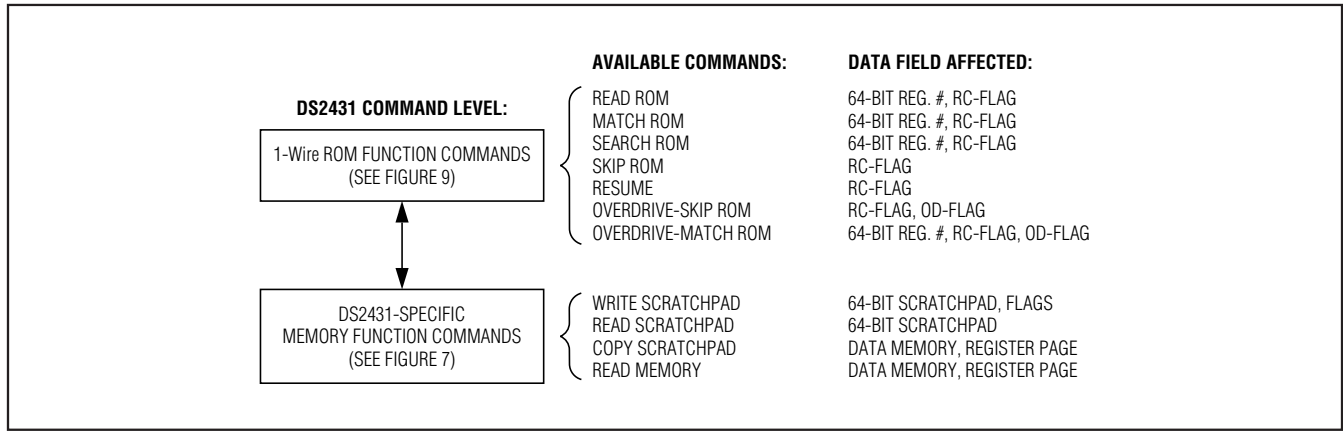 AVAILABLE COMMANDS: DATA FIELD AFFECTED:
DS2431 COMMAND LEVEL:
1-Wire ROM FUNCTION COMMANDS
(SEE FIGURE 9)
READ ROM 64-BIT REG. #, RC-FLAG
MATCH ROM 64-BIT REG. #, RC-FLAG
SEARCH ROM 64-BIT REG. #, RC-FLAG
SKIP ROM RC-FLAG
RESUME RC-FLAG
OVERDRIVE-SKIP ROM RC-FLAG, OD-FLAG
OVERDRIVE-MATCH ROM 64-BIT REG. #, RC-FLAG, OD-FLAG
DS2431-SPECIFIC
MEMORY FUNCTION COMMANDS
(SEE FIGURE 7)
WRITE SCRATCHPAD 64-BIT SCRATCHPAD, FLAGS
READ SCRATCHPAD 64-BIT SCRATCHPAD
COPY SCRATCHPAD DATA MEMORY, REGISTER PAGE
READ MEMORY DATA MEMORY, REGISTER PAGE